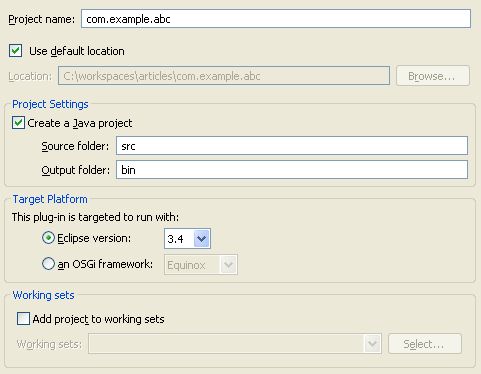 Project name: com.example.abc
Use default location
Location: C:\workspaces\articles\com.example.abc Browse...
Project Settings
Create a Java project
Source folder: src
Output folder: bin
Target Platform
This plug-in is targeted to run with:
Eclipse version: 3.4
an OSGi framework: Equinox
Working sets
Add project to working sets
Working sets: Select...